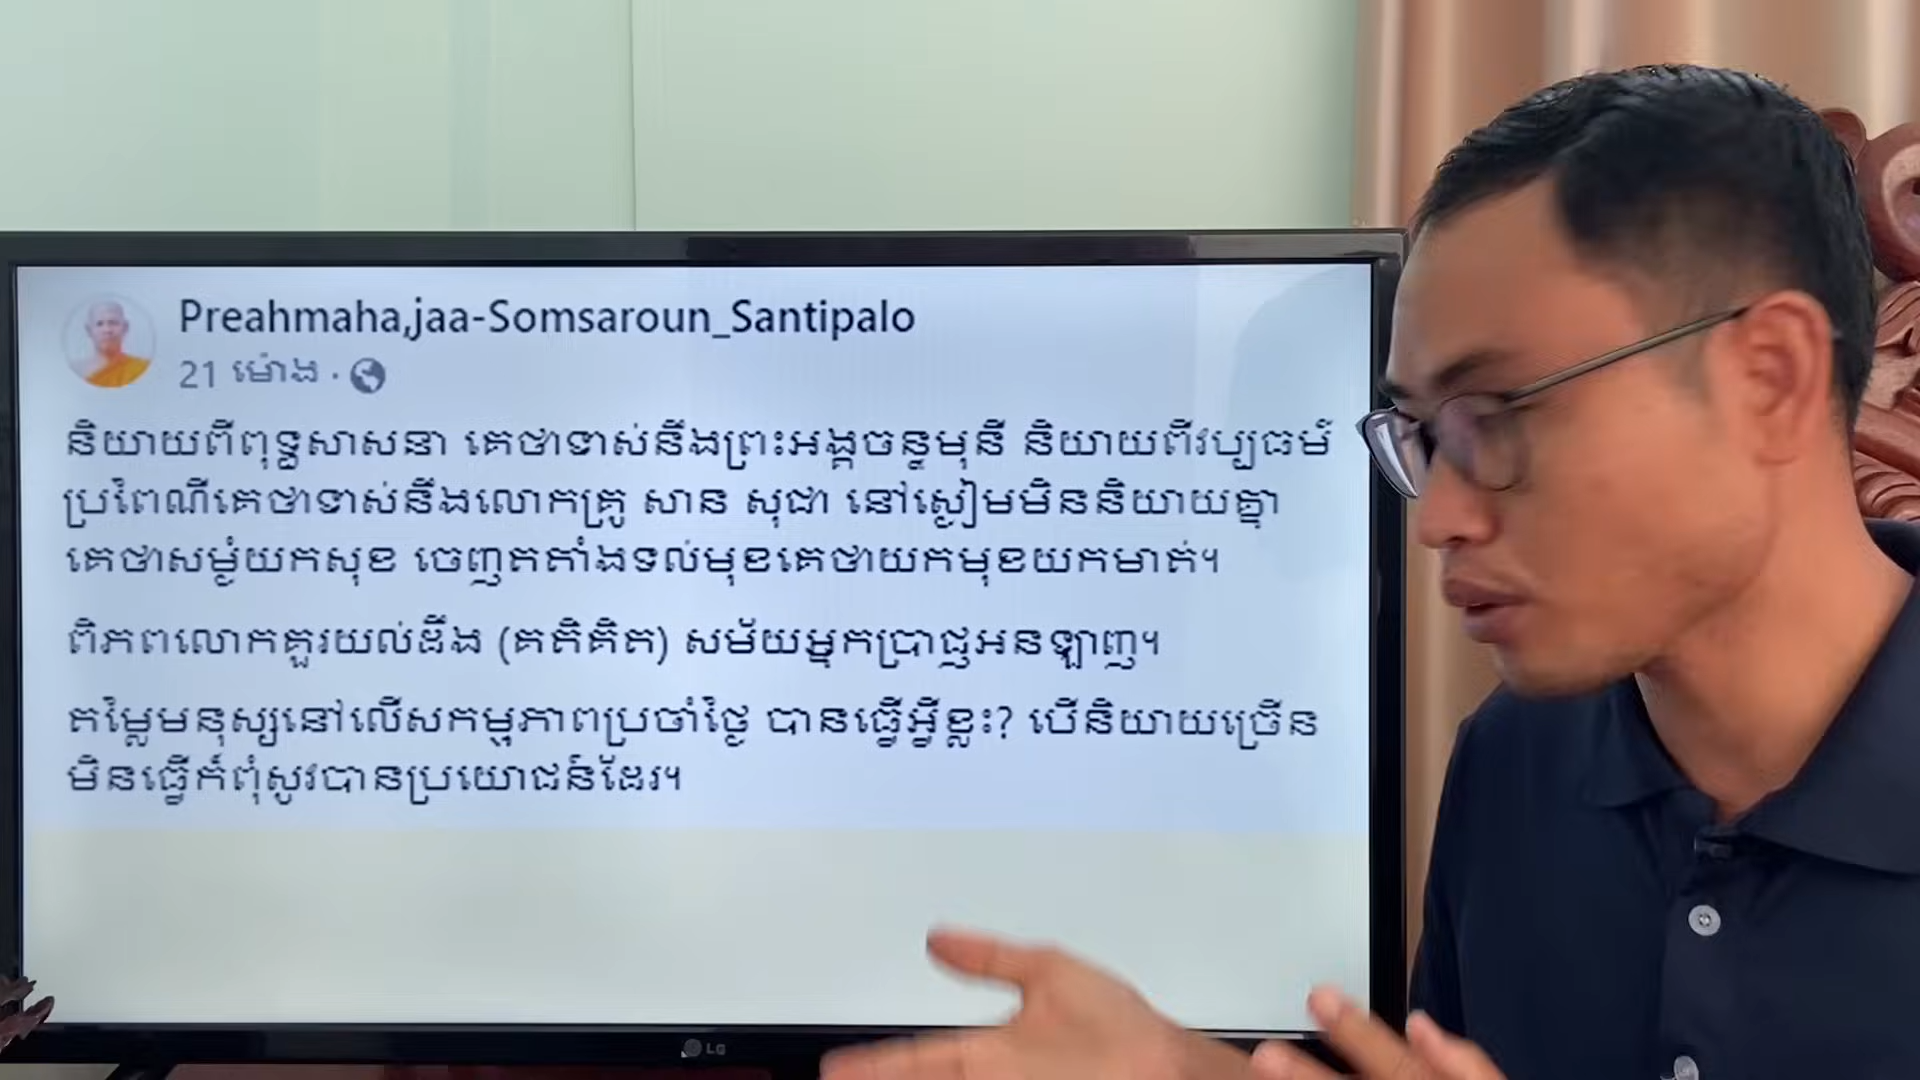 Preahmaha,jaa-Somsaroun_Santipalo
21 ម៉ោង ·
និយាយពីពុទ្ធសាសនា គេថាទាស់នឹងព្រះអង្គចន្ទមុនី និយាយពីវប្បធម៌
ប្រពៃណីគេថាទាស់នឹងលោកគ្រូ សាន សុជា នៅស្ងៀមមិននិយាយគ្នា
គេថាសម្ងំយកសុខ ចេញតតាំងទល់មុខគេថាយកមុខយកមាត់។
ពិភពលោកគួរយល់ដឹង (គតិគិត) សម័យអ្នកប្រាជ្ញអនឡាញ។
តម្លៃមនុស្សនៅលើសកម្មភាពប្រចាំថ្ងៃ បានធ្វើអ្វីខ្លះ? បើនិយាយច្រើន
មិនធ្វើក៍ពុំសូវបានប្រយោជន៍ដែរ។
LG